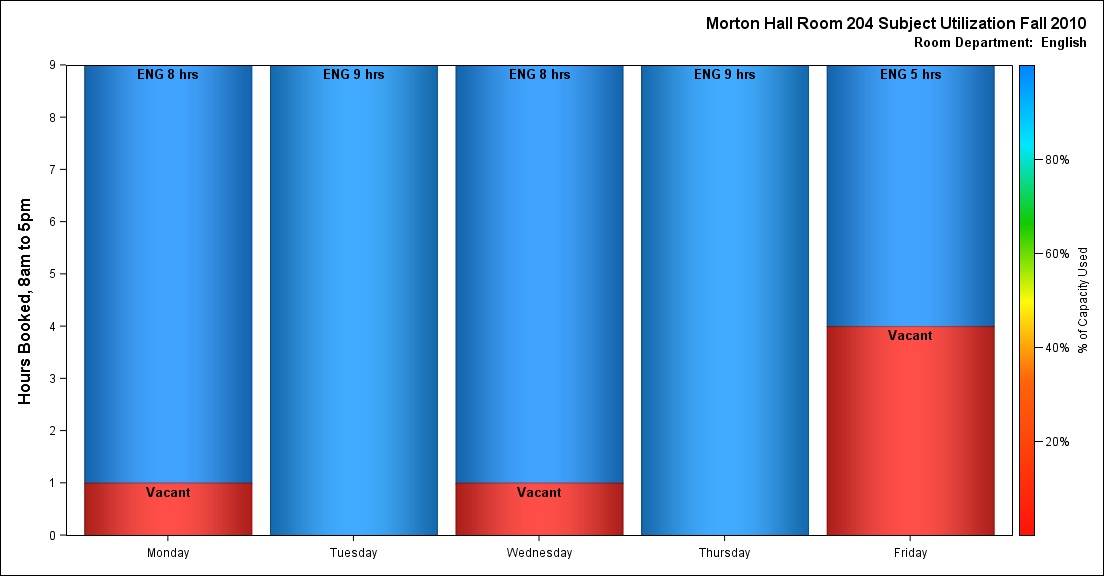 Morton Hall Room 204 Subject Utilization Fall 2010
Room Department: English
Hours Booked, 8am to 5pm
9
8
7
6
5
4
3
2
1
0
ENG 8 hrs
ENG 9 hrs
ENG 8 hrs
ENG 9 hrs
ENG 5 hrs
Vacant
Vacant
Vacant
Monday
Tuesday
Wednesday
Thursday
Friday
80%
60%
40%
20%
% of Capacity Used